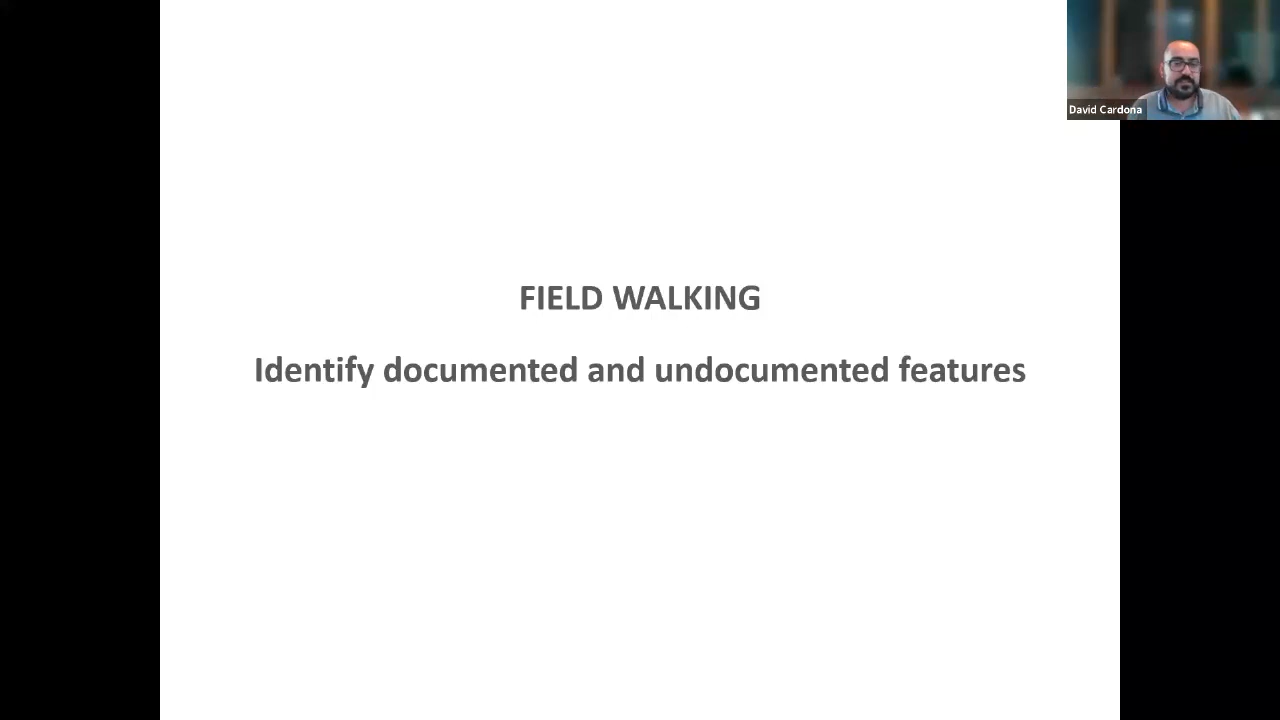 David Cardona
FIELD WALKING
Identify documented and undocumented features